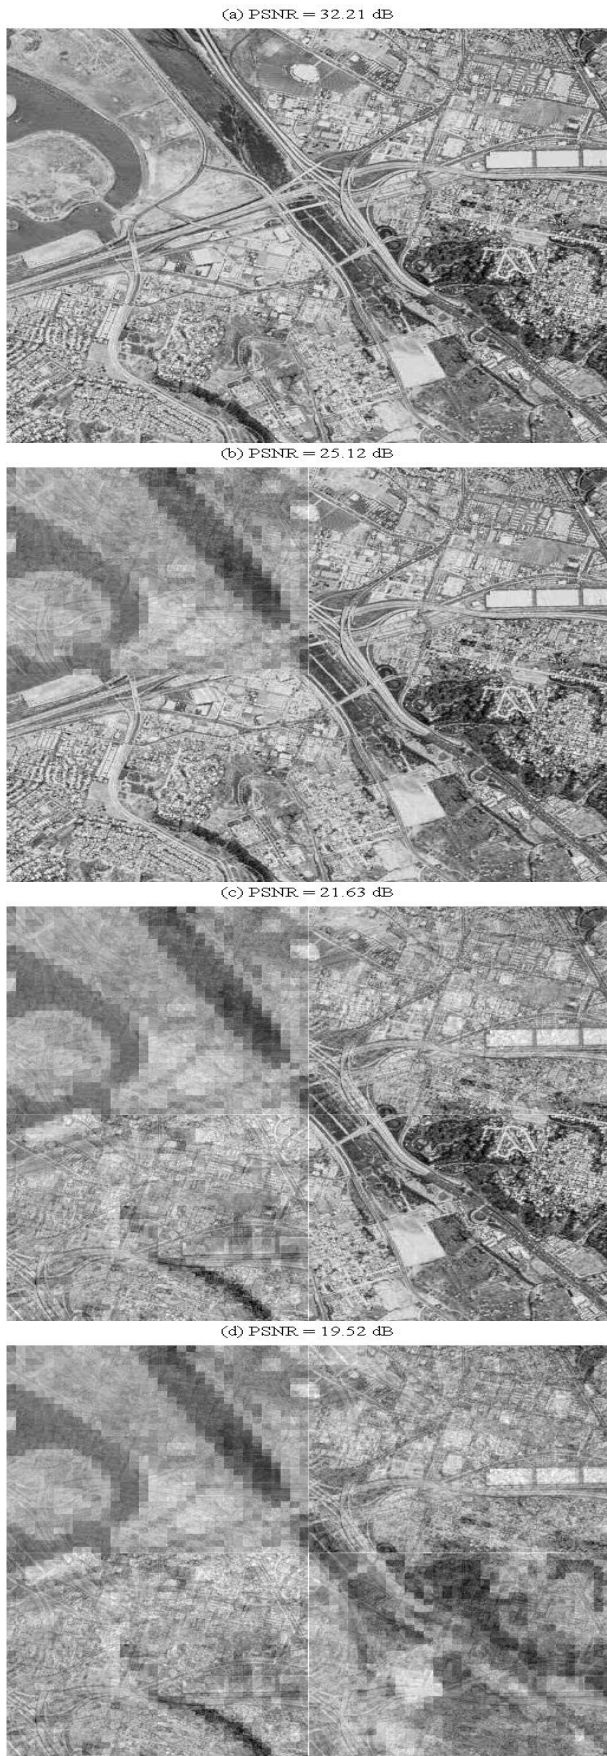 (a) PSNR = 32.21 dB
(b) PSNR = 25.12 dB
(c) PSNR = 21.63 dB
(d) PSNR = 19.52 dB